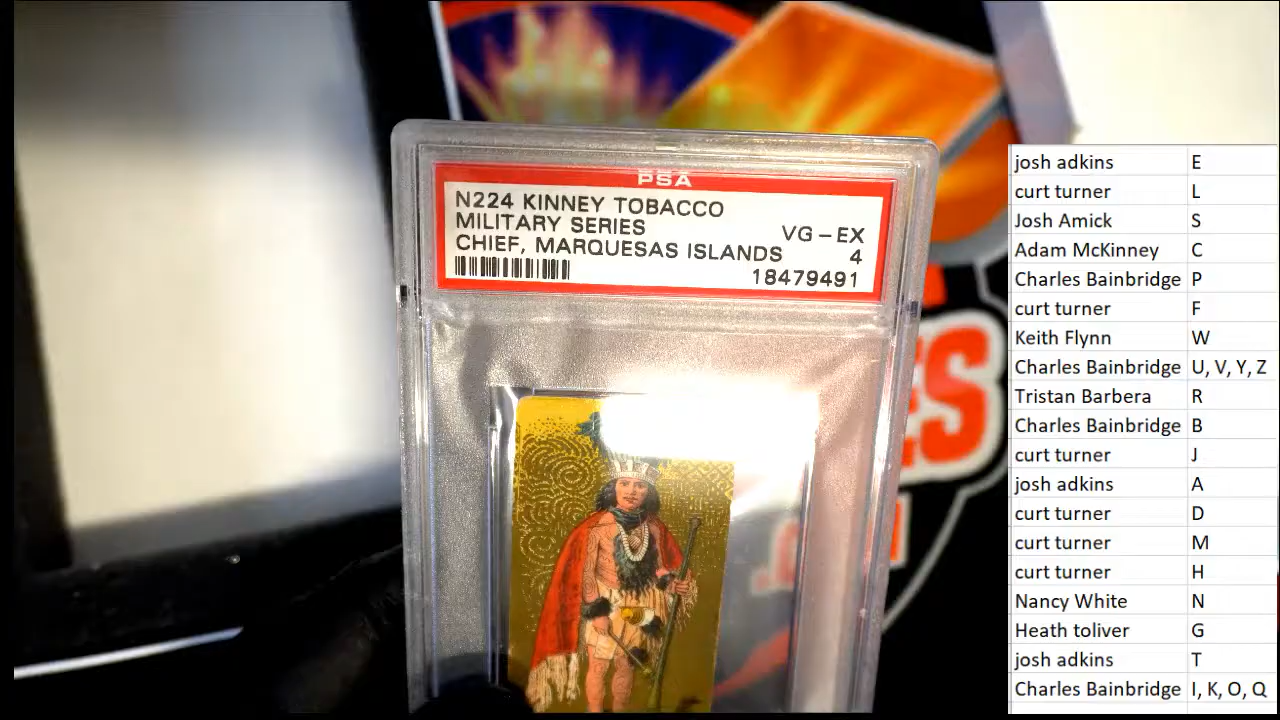 PSA
N224 KINNEY TOBACCO
MILITARY SERIES
CHIEF, MARQUESAS ISLANDS
VG-EX
4
18479491
josh adkins E
curt turner L
Josh Amick S
Adam McKinney C
Charles Bainbridge P
curt turner F
Keith Flynn W
Charles Bainbridge U, V, Y, Z
Tristan Barbera R
Charles Bainbridge B
curt turner J
josh adkins A
curt turner D
curt turner M
curt turner H
Nancy White N
Heath toliver G
josh adkins T
Charles Bainbridge I, K, O, Q